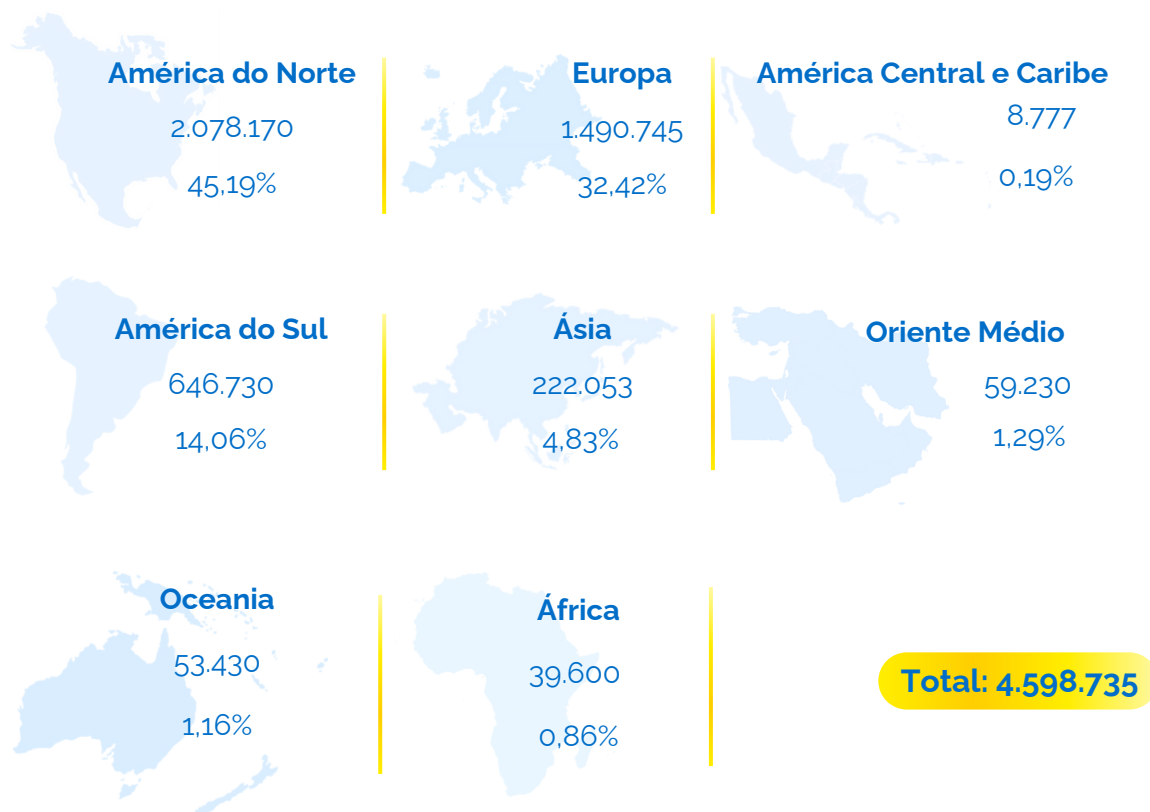 América do Norte
2.078.170
45,19%
Europa
1.490.745
32,42%
América Central e Caribe
8.777
0,19%
América do Sul
646.730
14,06%
Ásia
222.053
4,83%
Oriente Médio
59.230
1,29%
Oceania
53.430
1,16%
África
39.600
0,86%
Total: 4.598.735